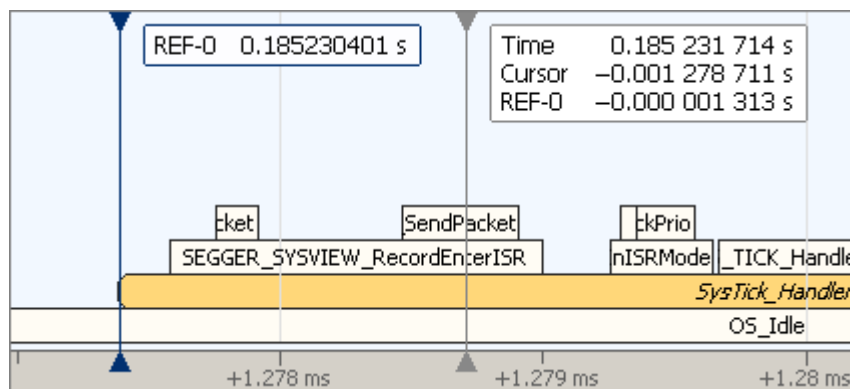 REF-0 0.185230401 s
Time 0.185 231 714 s
Cursor −0.001 278 711 s
REF-0 −0.000 001 313 s
:ket SendPacket ckPrio
SEGGER_SYSVIEW_RecordEnterISR nISRMode _TICK_Handle
SysTick_Handler
OS_Idle
+1.278 ms +1.279 ms +1.28 ms